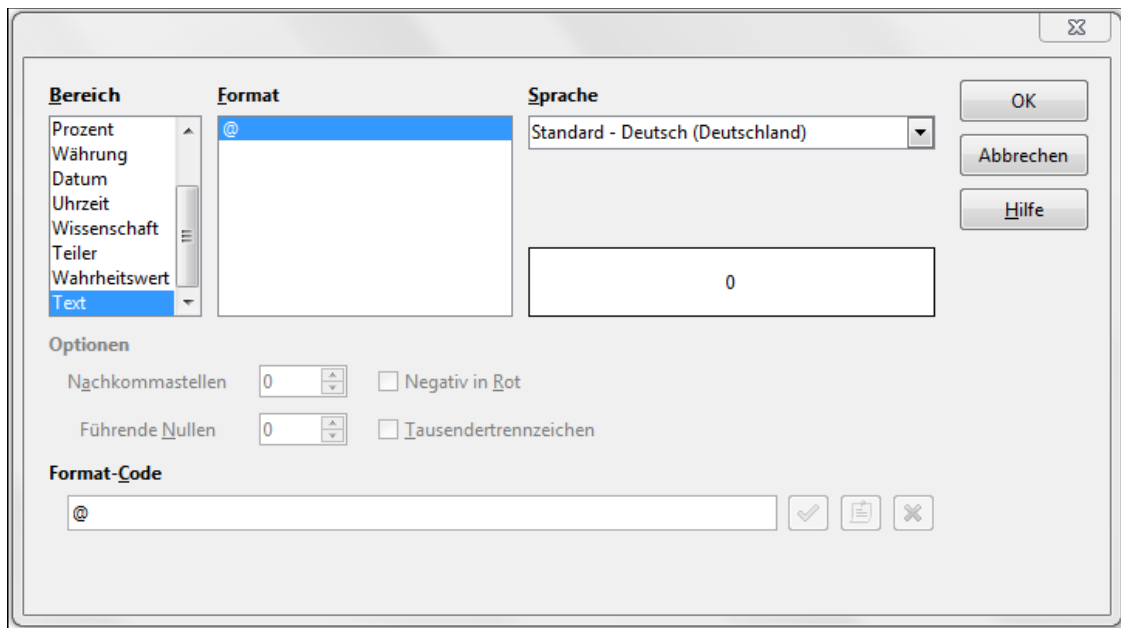 Bereich
Format
Sprache
Prozent
Währung
Datum
Uhrzeit
Wissenschaft
Teiler
Wahrheitswert
Text
@
Standard - Deutsch (Deutschland)
0
OK
Abbrechen
Hilfe
Optionen
Nachkommastellen 0 Negativ in Rot
Führende Nullen 0 Tausendertrennzeichen
Format-Code
@